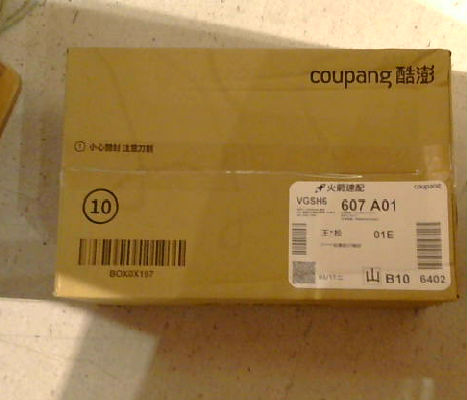 coupang 酷澎
小心開封 注意刀割
10
BOX0X197
火箭速配
coupang
VGSH6
607 A01
01E
山 B10 6402